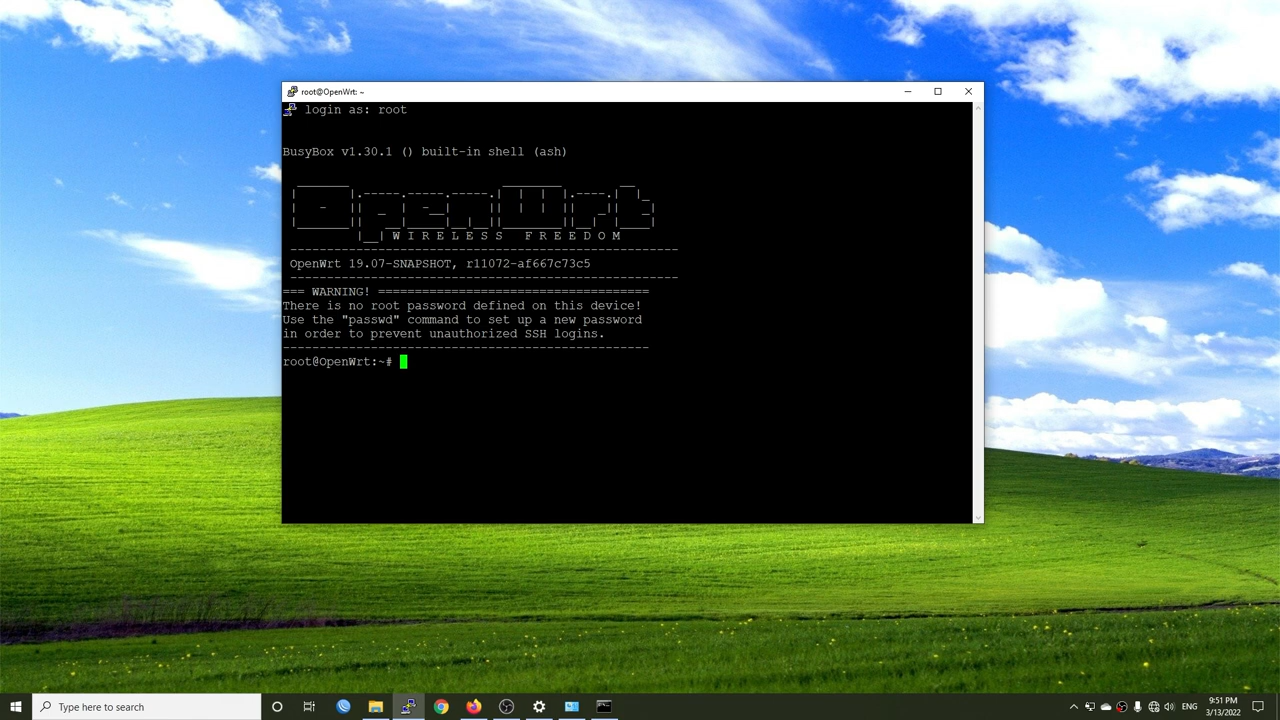 root@OpenWrt: ~
login as: root
BusyBox v1.30.1 () built-in shell (ash)
OpenWrt
W I R E L E S S   F R E E D O M
-----------------------------------------------------
OpenWrt 19.07-SNAPSHOT, r11072-af667c73c5
-----------------------------------------------------
=== WARNING! =====================================
There is no root password defined on this device!
Use the "passwd" command to set up a new password
in order to prevent unauthorized SSH logins.
--------------------------------------------------
root@OpenWrt:~#
Type here to search
ENG
9:51 PM
3/13/2022